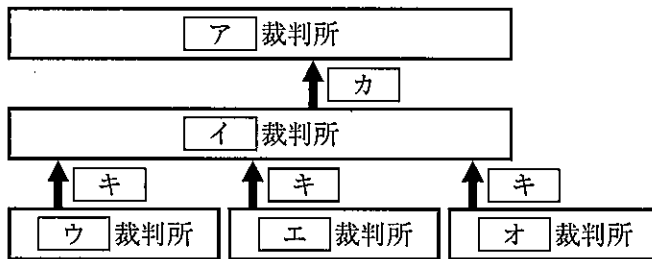 ア 裁判所
カ
イ 裁判所
キ キ キ
ウ 裁判所 エ 裁判所 オ 裁判所